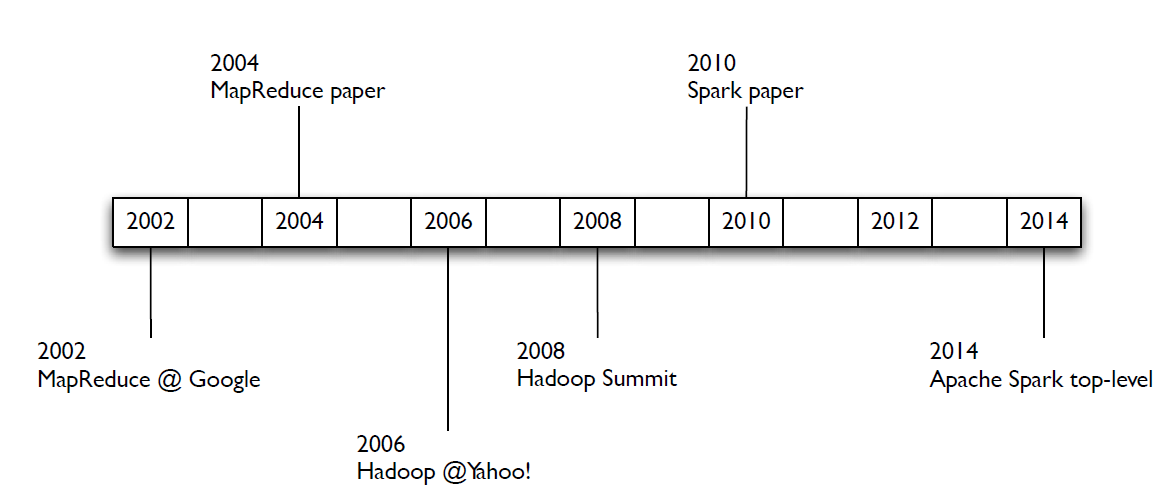 2004
MapReduce paper
2010
Spark paper
2002 2004 2006 2008 2010 2012 2014
2002
MapReduce @ Google
2008
Hadoop Summit
2014
Apache Spark top-level
2006
Hadoop @Yahoo!